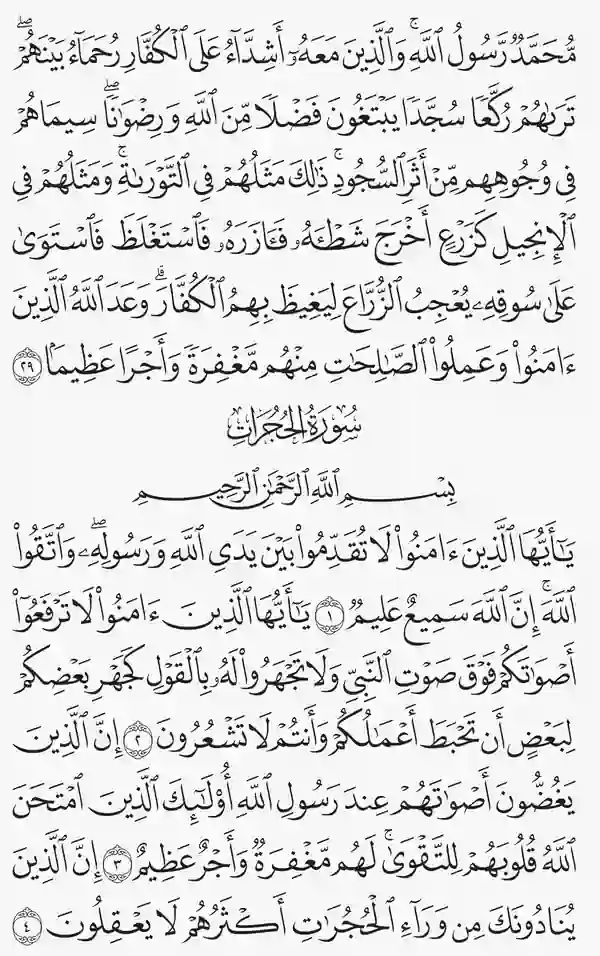 مُّحَمَّدٌ رَّسُولُ ٱللَّهِۚ وَٱلَّذِينَ مَعَهُۥٓ أَشِدَّآءُ عَلَى ٱلْكُفَّارِ رُحَمَآءُ بَيْنَهُمْۖ
تَرَىٰهُمْ رُكَّعًا سُجَّدًا يَبْتَغُونَ فَضْلًا مِّنَ ٱللَّهِ وَرِضْوَٰنًاۖ سِيمَاهُمْ
فِى وُجُوهِهِم مِّنْ أَثَرِ ٱلسُّجُودِۚ ذَٰلِكَ مَثَلُهُمْ فِى ٱلتَّوْرَىٰةِۚ وَمَثَلُهُمْ فِى
ٱلْإِنجِيلِ كَزَرْعٍ أَخْرَجَ شَطْـَٔهُۥ فَـَٔازَرَهُۥ فَٱسْتَغْلَظَ فَٱسْتَوَىٰ
عَلَىٰ سُوقِهِۦ يُعْجِبُ ٱلزُّرَّاعَ لِيَغِيظَ بِهِمُ ٱلْكُفَّارَۗ وَعَدَ ٱللَّهُ ٱلَّذِينَ
ءَامَنُوا۟ وَعَمِلُوا۟ ٱلصَّـٰلِحَـٰتِ مِنْهُم مَّغْفِرَةً وَأَجْرًا عَظِيمًۢا ٢٩
سُورَةُ الحُجُرَاتِ
بِسْمِ ٱللَّهِ ٱلرَّحْمَـٰنِ ٱلرَّحِيمِ
يَـٰٓأَيُّهَا ٱلَّذِينَ ءَامَنُوا۟ لَا تُقَدِّمُوا۟ بَيْنَ يَدَىِ ٱللَّهِ وَرَسُولِهِۦۖ وَٱتَّقُوا۟
ٱللَّهَۚ إِنَّ ٱللَّهَ سَمِيعٌ عَلِيمٌ ١ يَـٰٓأَيُّهَا ٱلَّذِينَ ءَامَنُوا۟ لَا تَرْفَعُوٓا۟
أَصْوَٰتَكُمْ فَوْقَ صَوْتِ ٱلنَّبِىِّ وَلَا تَجْهَرُوا۟ لَهُۥ بِٱلْقَوْلِ كَجَهْرِ بَعْضِكُمْ
لِبَعْضٍ أَن تَحْبَطَ أَعْمَـٰلُكُمْ وَأَنتُمْ لَا تَشْعُرُونَ ٢ إِنَّ ٱلَّذِينَ
يَغُضُّونَ أَصْوَٰتَهُمْ عِندَ رَسُولِ ٱللَّهِ أُو۟لَـٰٓئِكَ ٱلَّذِينَ ٱمْتَحَنَ
ٱللَّهُ قُلُوبَهُمْ لِلتَّقْوَىٰۚ لَهُم مَّغْفِرَةٌ وَأَجْرٌ عَظِيمٌ ٣ إِنَّ ٱلَّذِينَ
يُنَادُونَكَ مِن وَرَآءِ ٱلْحُجُرَٰتِ أَكْثَرُهُمْ لَا يَعْقِلُونَ ٤